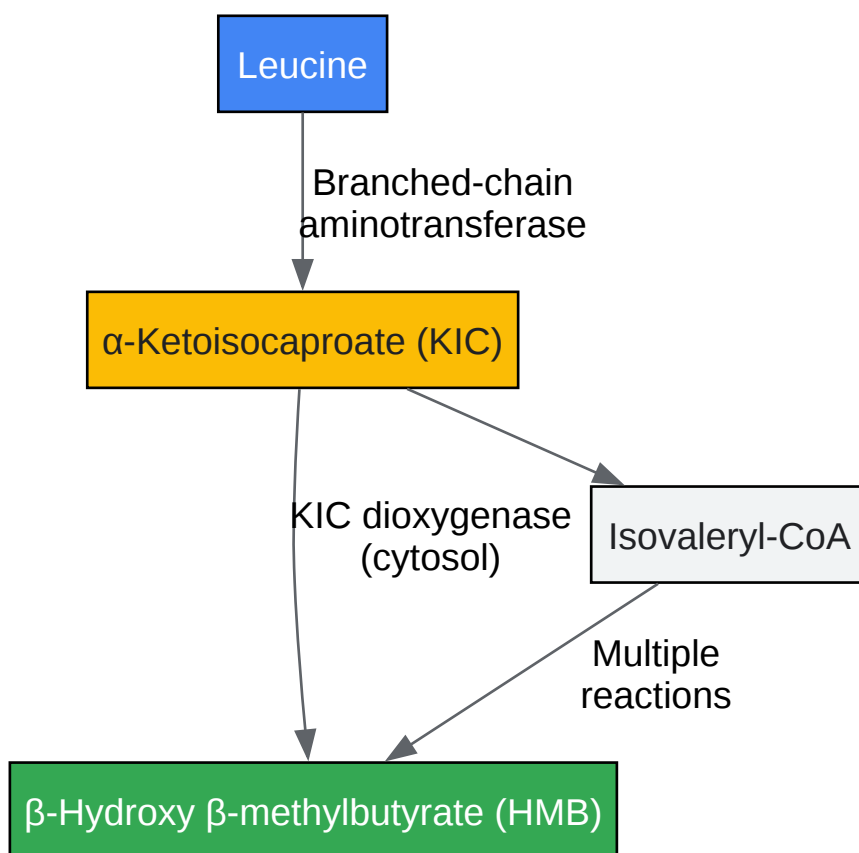 Leucine
Branched-chain
aminotransferase
α-Ketoisocaproate (KIC)
KIC dioxygenase
(cytosol)
Isovaleryl-CoA
Multiple
reactions
β-Hydroxy β-methylbutyrate (HMB)